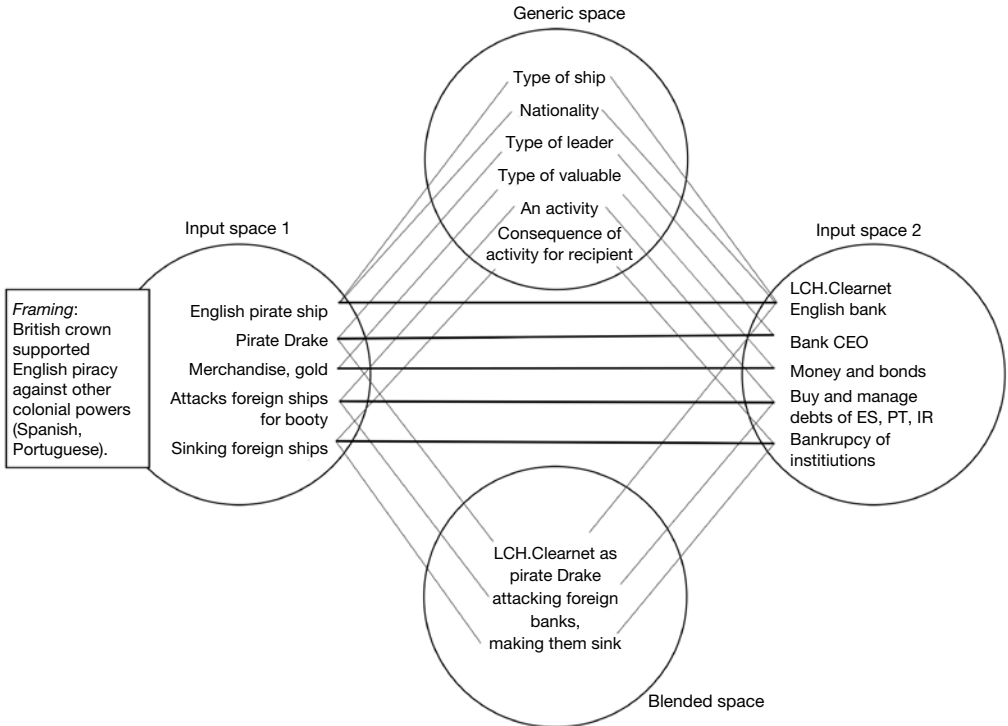 Generic space
Type of ship
Nationality
Type of leader
Type of valuable
An activity
Consequence of
activity for recipient
Input space 1
Framing:
British crown
supported
English piracy
against other
colonial powers
(Spanish,
Portuguese).
English pirate ship
Pirate Drake
Merchandise, gold
Attacks foreign ships
for booty
Sinking foreign ships
Input space 2
LCH.Clearnet
English bank
Bank CEO
Money and bonds
Buy and manage
debts of ES, PT, IR
Bankrupcy of
institiutions
LCH.Clearnet as
pirate Drake
attacking foreign
banks,
making them sink
Blended space